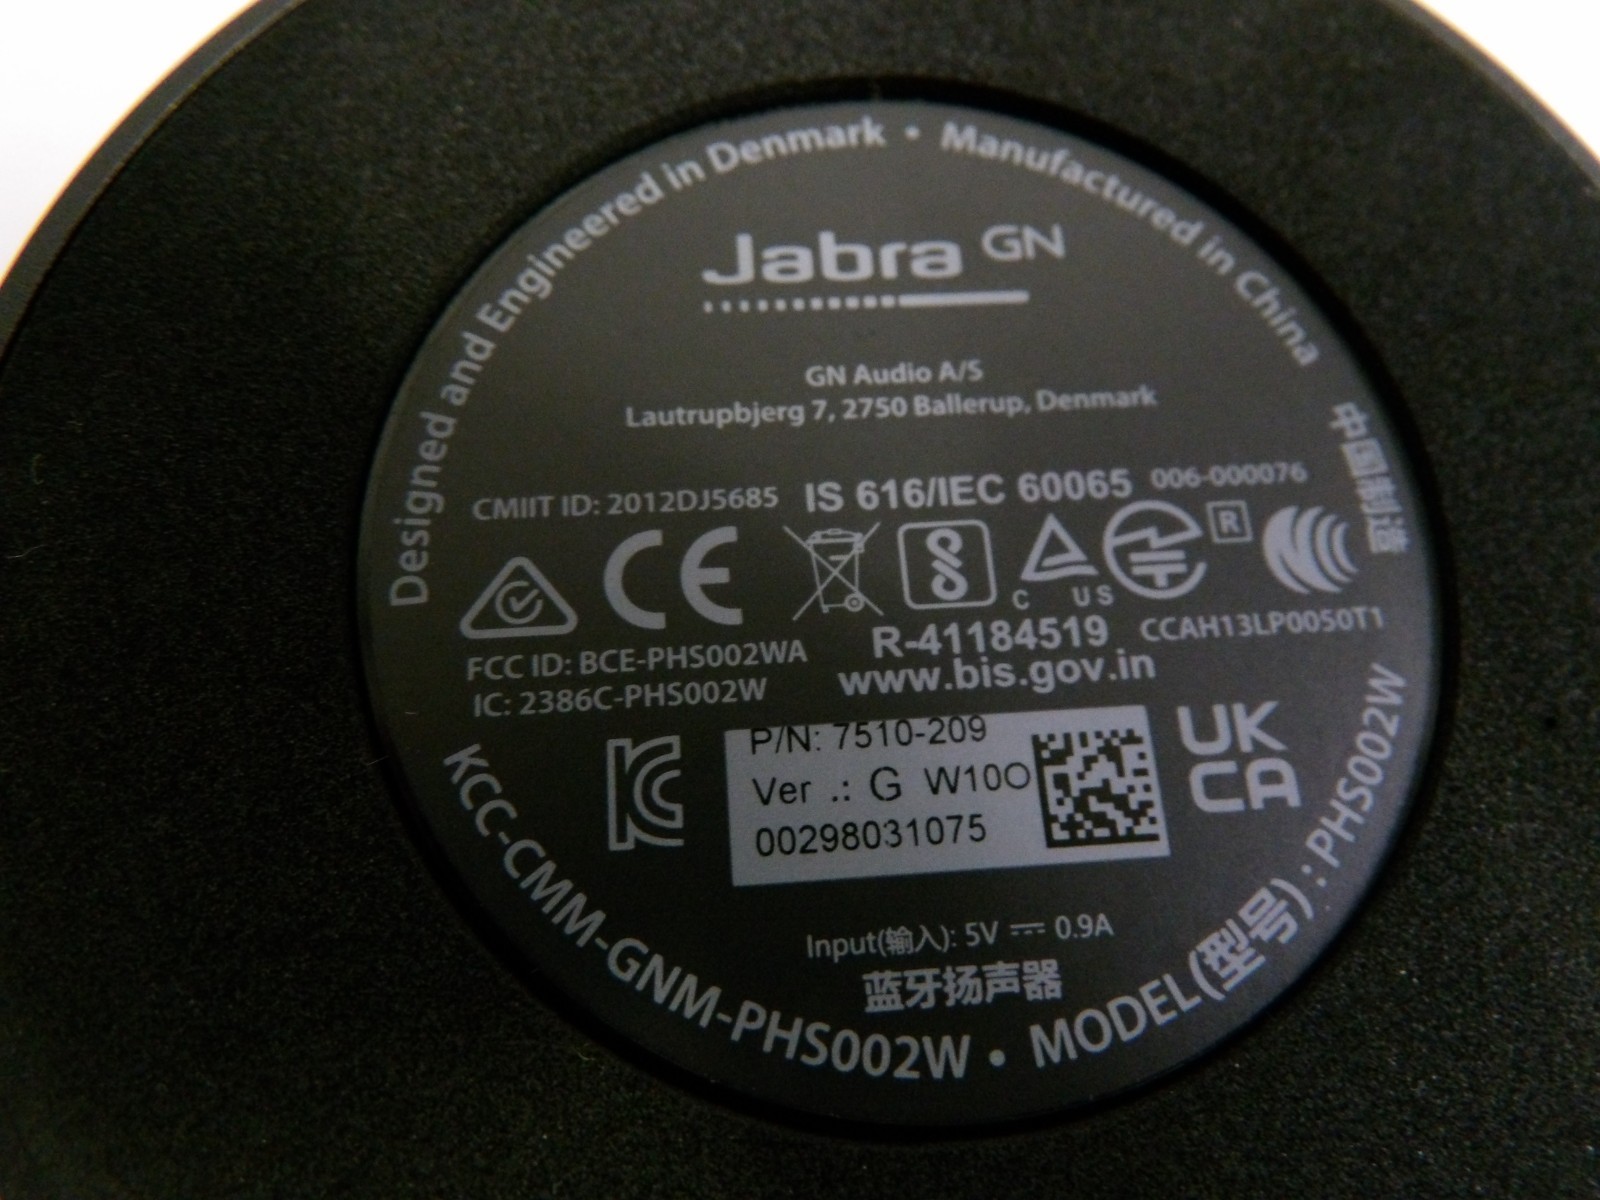 Designed and Engineered in Denmark • Manufactured in China
中国制造
Jabra GN
GN Audio A/S
Lautrupbjerg 7, 2750 Ballerup, Denmark
CMIIT ID: 2012DJ5685 IS 616/IEC 60065 006-000076
CE
R
C US
FCC ID: BCE-PHS002WA R-41184519 CCAH13LP0050T1
IC: 2386C-PHS002W www.bis.gov.in
P/N: 7510-209
Ver .: G W10O
00298031075
UK
CA
Input(输入): 5V ⎓ 0.9A
蓝牙扬声器
KCC-CMM-GNM-PHS002W • MODEL(型号) : PHS002W